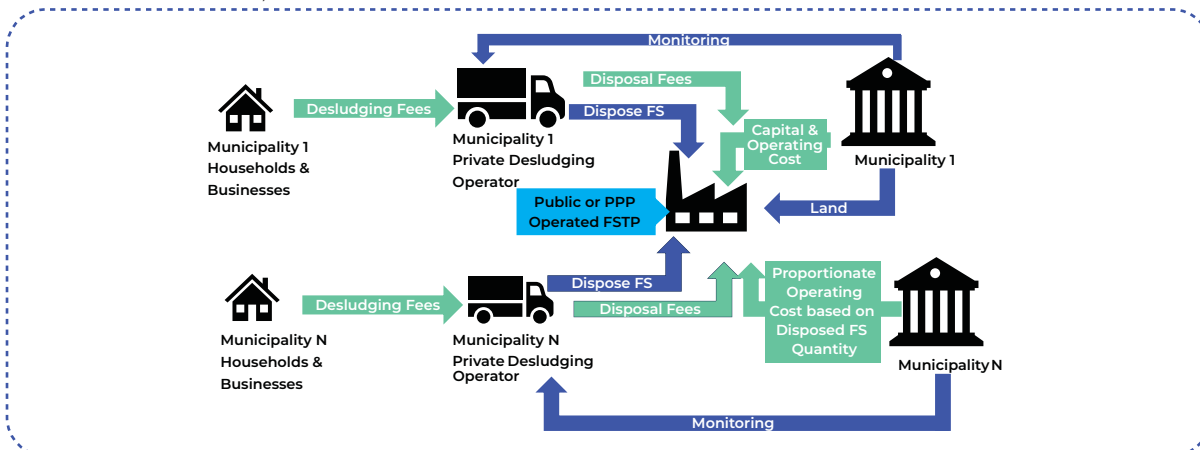 Monitoring
Disposal Fees
Desludging Fees
Dispose FS
Capital &
Operating
Cost
Municipality 1
Households &
Businesses
Municipality 1
Private Desludging
Operator
Municipality 1
Public or PPP
Operated FSTP
Land
Dispose FS
Proportionate
Operating
Cost based on
Disposed FS
Quantity
Desludging Fees
Disposal Fees
Municipality N
Households &
Businesses
Municipality N
Private Desludging
Operator
Municipality N
Monitoring